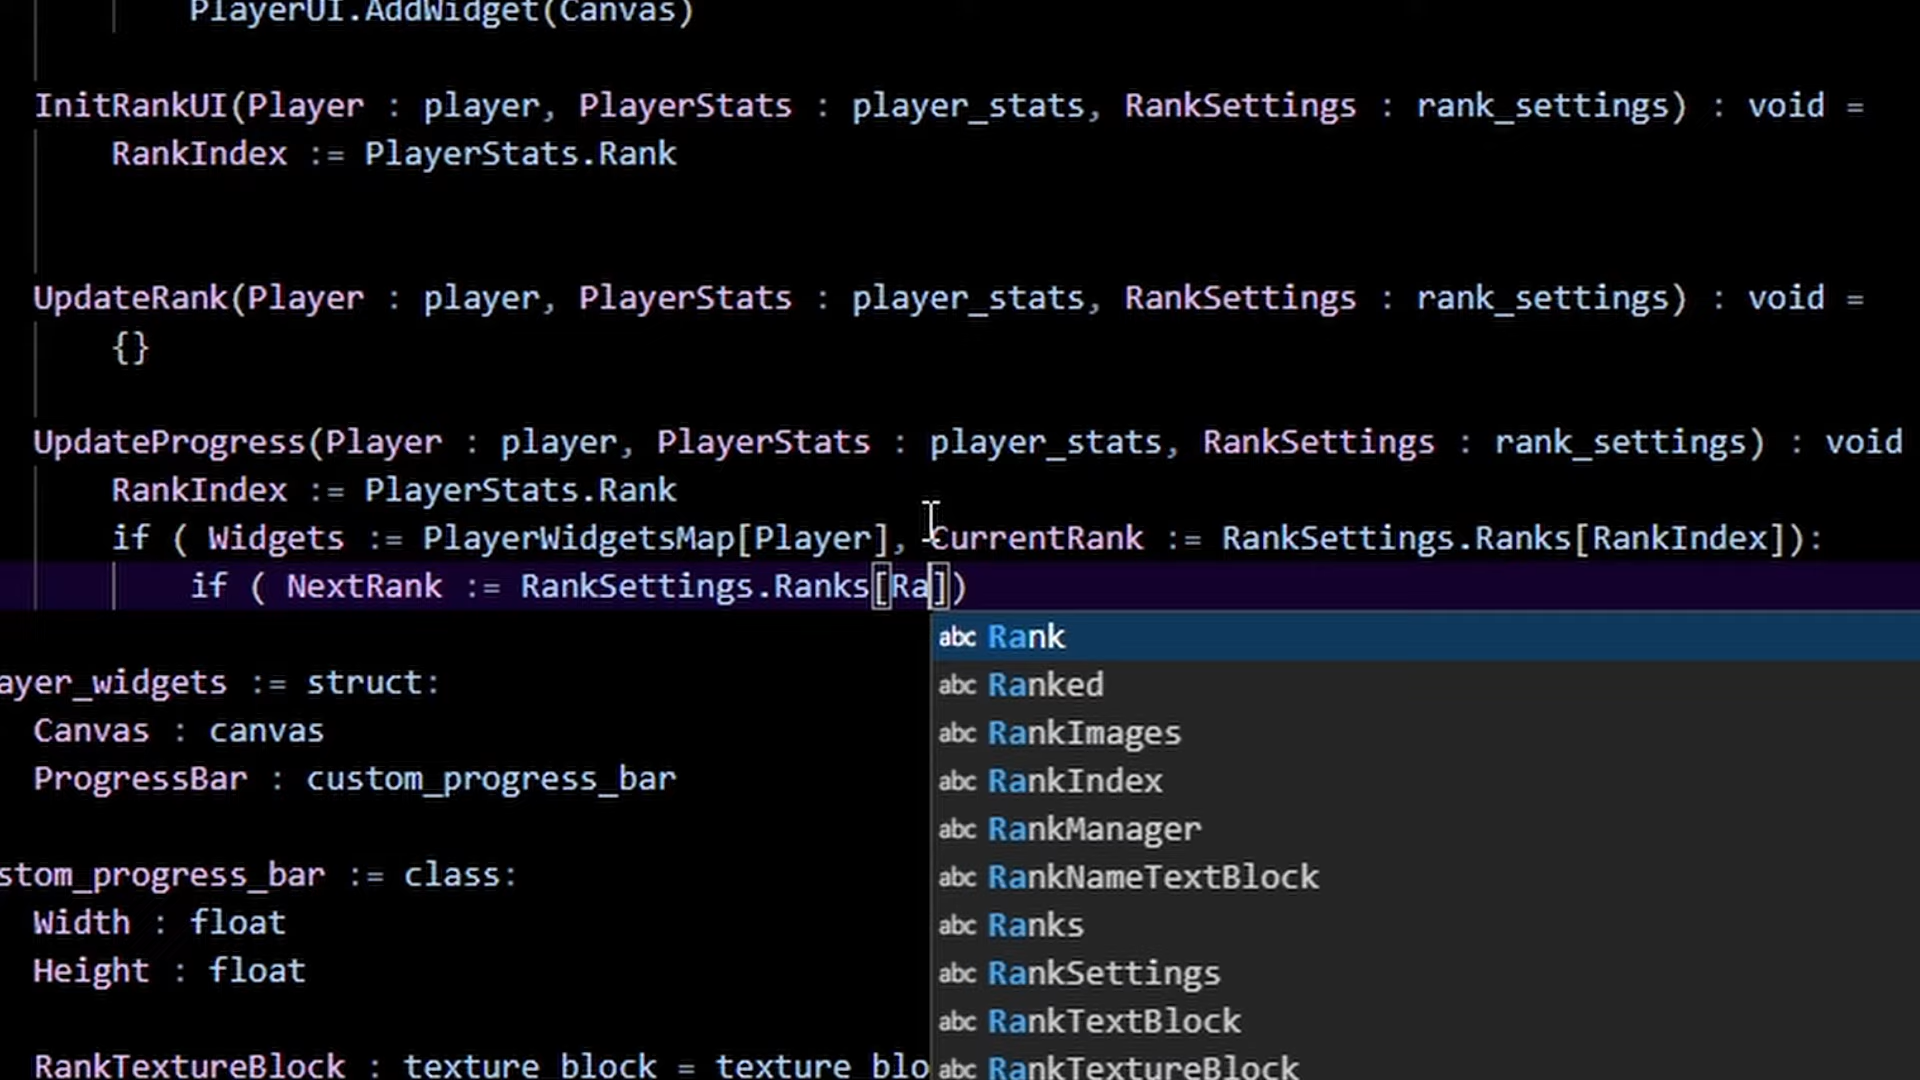 PlayerUI.AddWidget(Canvas)
InitRankUI(Player : player, PlayerStats : player_stats, RankSettings : rank_settings) : void =
RankIndex := PlayerStats.Rank
UpdateRank(Player : player, PlayerStats : player_stats, RankSettings : rank_settings) : void =
{}
UpdateProgress(Player : player, PlayerStats : player_stats, RankSettings : rank_settings) : void
RankIndex := PlayerStats.Rank
if ( Widgets := PlayerWidgetsMap[Player], CurrentRank := RankSettings.Ranks[RankIndex]):
if ( NextRank := RankSettings.Ranks[Ra])
abc Rank
abc Ranked
abc RankImages
abc RankIndex
abc RankManager
abc RankNameTextBlock
abc Ranks
abc RankSettings
abc RankTextBlock
abc RankTextureBlock
ayer_widgets := struct:
Canvas : canvas
ProgressBar : custom_progress_bar
stom_progress_bar := class:
Width : float
Height : float
RankTextureBlock : texture_block = texture_blo